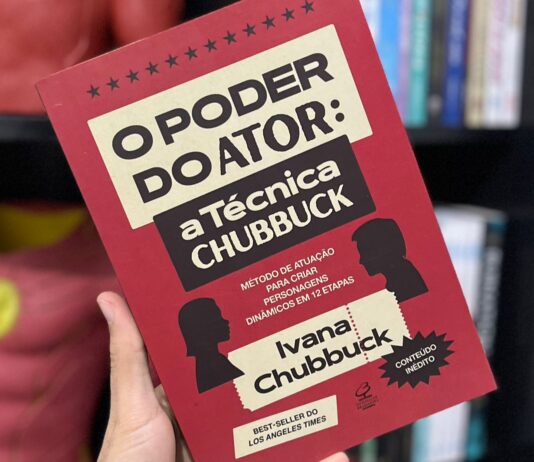 O PODER
DO ATOR:
a Técnica
CHUBBUCK
MÉTODO DE ATUAÇÃO
PARA CRIAR
PERSONAGENS
DINÂMICOS EM 12 ETAPAS
Ivana
Chubbuck
CONTEÚDO
INÉDITO
BEST-SELLER DO
LOS ANGELES TIMES